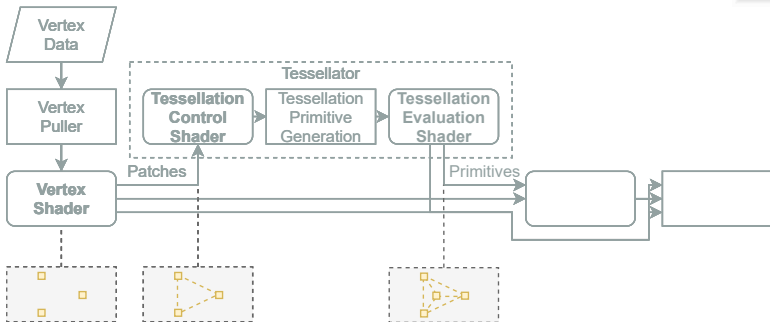 Vertex
Data
Tessellator
Vertex
Puller
Tessellation
Control
Shader
Tessellation
Primitive
Generation
Tessellation
Evaluation
Shader
Patches
Primitives
Vertex
Shader